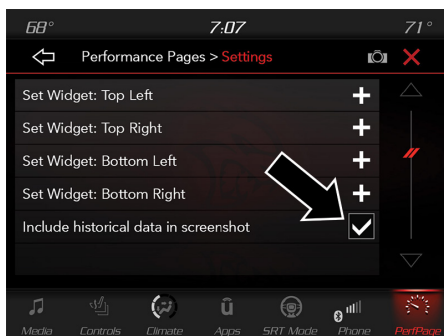 68° 7:07 71°
Performance Pages > Settings
Set Widget: Top Left
Set Widget: Top Right
Set Widget: Bottom Left
Set Widget: Bottom Right
Include historical data in screenshot
Media Controls Climate Apps SRT Mode Phone PerfPage